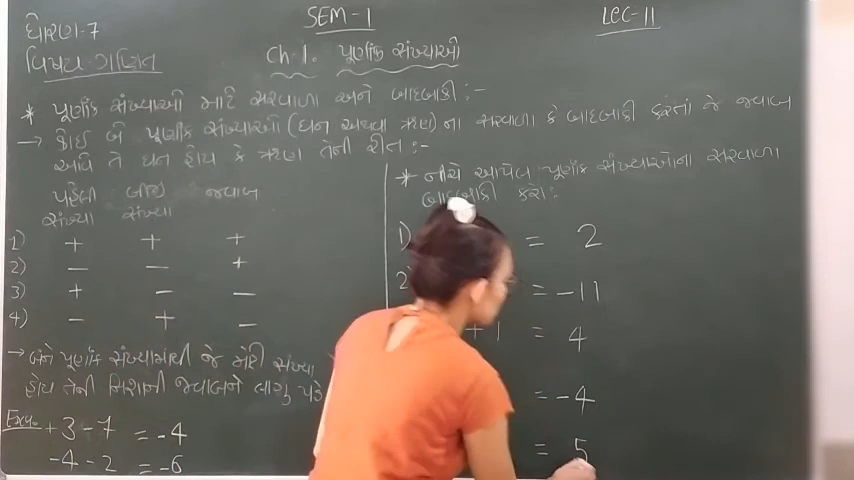 ધોરણ-7
SEM-1
Lec-11
વિષય-ગણિત
Ch-1. પૂર્ણાંક સંખ્યાઓ
* પૂર્ણાંક સંખ્યાઓ માટે સરવાળા અને બાદબાકી :-
→ કોઈ બે પૂર્ણાંક સંખ્યાઓ (ધન અથવા ઋણ) ના સરવાળા કે બાદબાકી કરતાં જે જવાબ
આવે તે ધન હોય કે ઋણ તેની રીત :-
પહેલી બીજી જવાબ
સંખ્યા સંખ્યા
1) + + +
2) − − +
3) + − −
4) − + −
→ બંને પૂર્ણાંક સંખ્યામાંથી જે મોટી સંખ્યા
હોય તેની નિશાની જવાબને લાગુ પડે
Exa. +3 -7 = -4
-4 -2 = -6
* નીચે આપેલ પૂર્ણાંક સંખ્યાઓના સરવાળા
બાદબાકી કરો :
1) = 2
2) = -11
+ 1 = 4
= -4
= 5